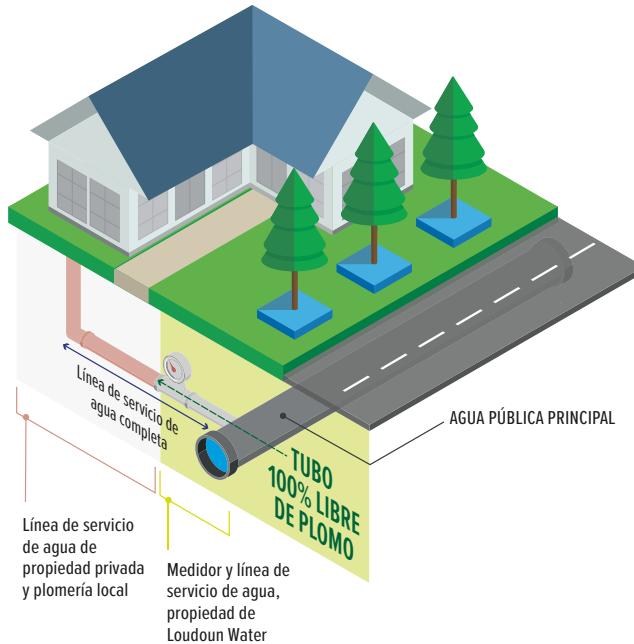 Línea de servicio de
agua completa
AGUA PÚBLICA PRINCIPAL
TUBO
100% LIBRE
DE PLOMO
Línea de servicio
de agua de
propiedad privada
y plomería local
Medidor y línea de
servicio de agua,
propiedad de
Loudoun Water